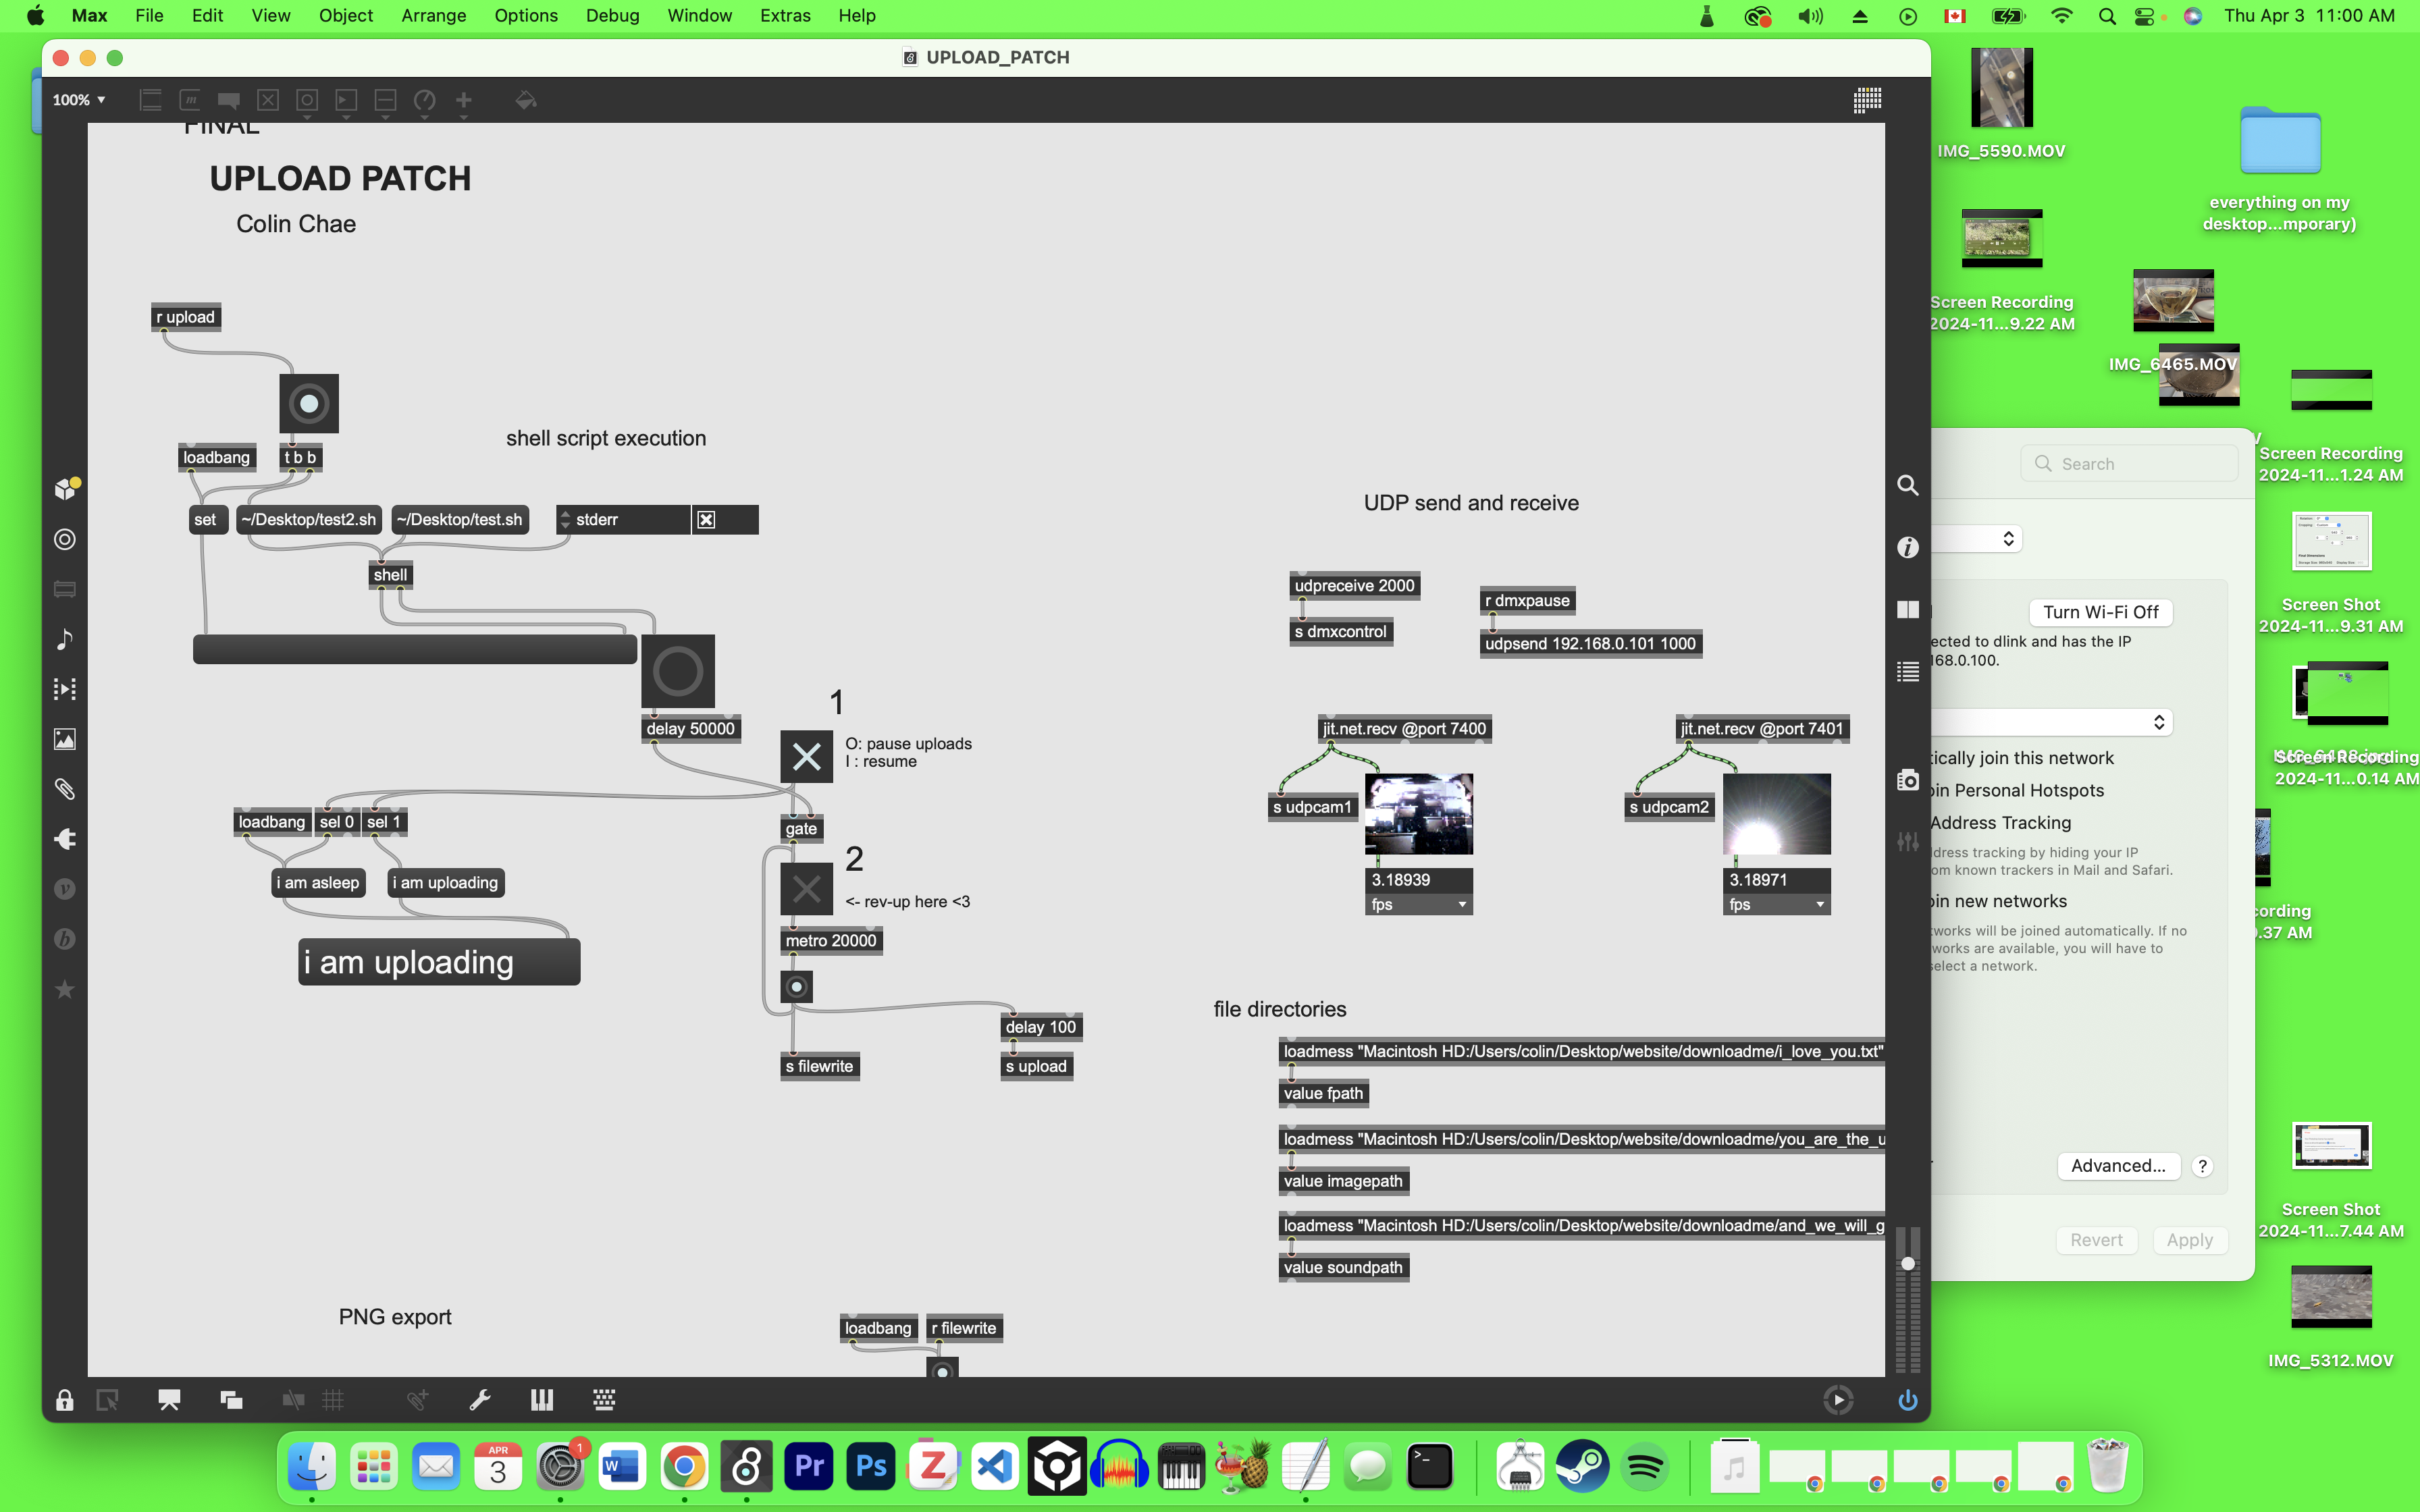 Max File Edit View Object Arrange Options Debug Window Extras Help
Thu Apr 3 11:00 AM
UPLOAD_PATCH
100%
FINAL
UPLOAD PATCH
Colin Chae
r upload
loadbang
t b b
shell script execution
set
~/Desktop/test2.sh
~/Desktop/test.sh
stderr
shell
delay 50000
1
O: pause uploads
I : resume
loadbang
sel 0
sel 1
gate
2
i am asleep
i am uploading
<- rev-up here <3
metro 20000
i am uploading
delay 100
s filewrite
s upload
UDP send and receive
udpreceive 2000
s dmxcontrol
r dmxpause
udpsend 192.168.0.101 1000
jit.net.recv @port 7400
s udpcam1
3.18939
fps
jit.net.recv @port 7401
s udpcam2
3.18971
fps
file directories
loadmess "Macintosh HD:/Users/colin/Desktop/website/downloadme/i_love_you.txt"
value fpath
loadmess "Macintosh HD:/Users/colin/Desktop/website/downloadme/you_are_the_u
value imagepath
loadmess "Macintosh HD:/Users/colin/Desktop/website/downloadme/and_we_will_g
value soundpath
PNG export
loadbang
r filewrite
Search
Turn Wi-Fi Off
ected to dlink and has the IP
168.0.100.
tically join this network
oin Personal Hotspots
Address Tracking
dress tracking by hiding your IP
om known trackers in Mail and Safari.
oin new networks
tworks will be joined automatically. If no
tworks are available, you will have to
select a network.
Advanced...
?
Revert
Apply
IMG_5590.MOV
everything on my
desktop...mporary)
Screen Recording
2024-11...9.22 AM
IMG_6465.MOV
Screen Recording
2024-11...1.24 AM
Screen Shot
2024-11...9.31 AM
Screen Recording
2024-11...0.14 AM
cording
0.37 AM
Screen Shot
2024-11...7.44 AM
IMG_5312.MOV
APR
3
1
W
Pr
Ps
Z